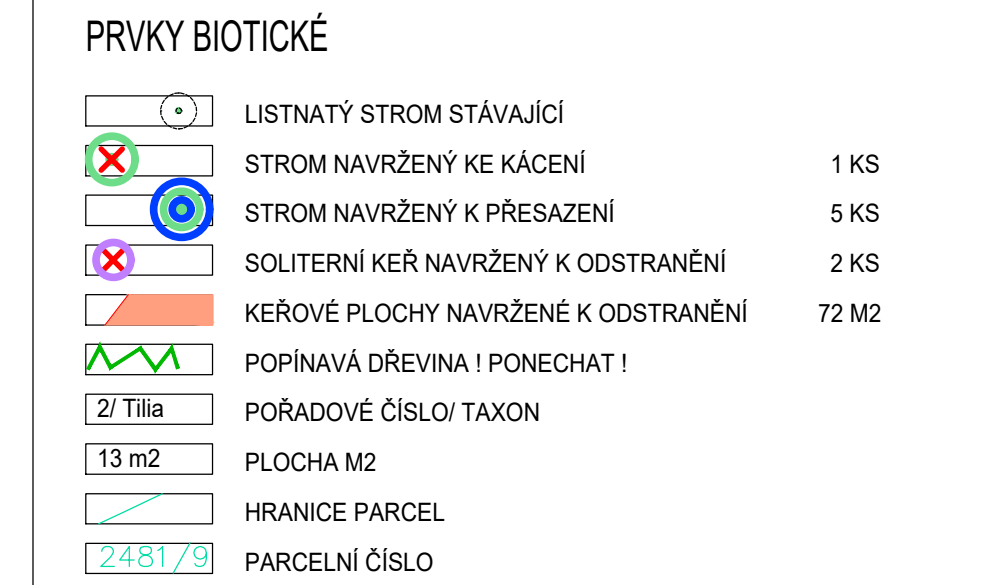 PRVKY BIOTICKÉ
LISTNATÝ STROM STÁVAJÍCÍ
STROM NAVRŽENÝ KE KÁCENÍ 1 KS
STROM NAVRŽENÝ K PŘESAZENÍ 5 KS
SOLITERNÍ KEŘ NAVRŽENÝ K ODSTRANĚNÍ 2 KS
KEŘOVÉ PLOCHY NAVRŽENÉ K ODSTRANĚNÍ 72 M2
POPÍNAVÁ DŘEVINA ! PONECHAT !
2/ Tilia POŘADOVÉ ČÍSLO/ TAXON
13 m2 PLOCHA M2
HRANICE PARCEL
2481/9 PARCELNÍ ČÍSLO